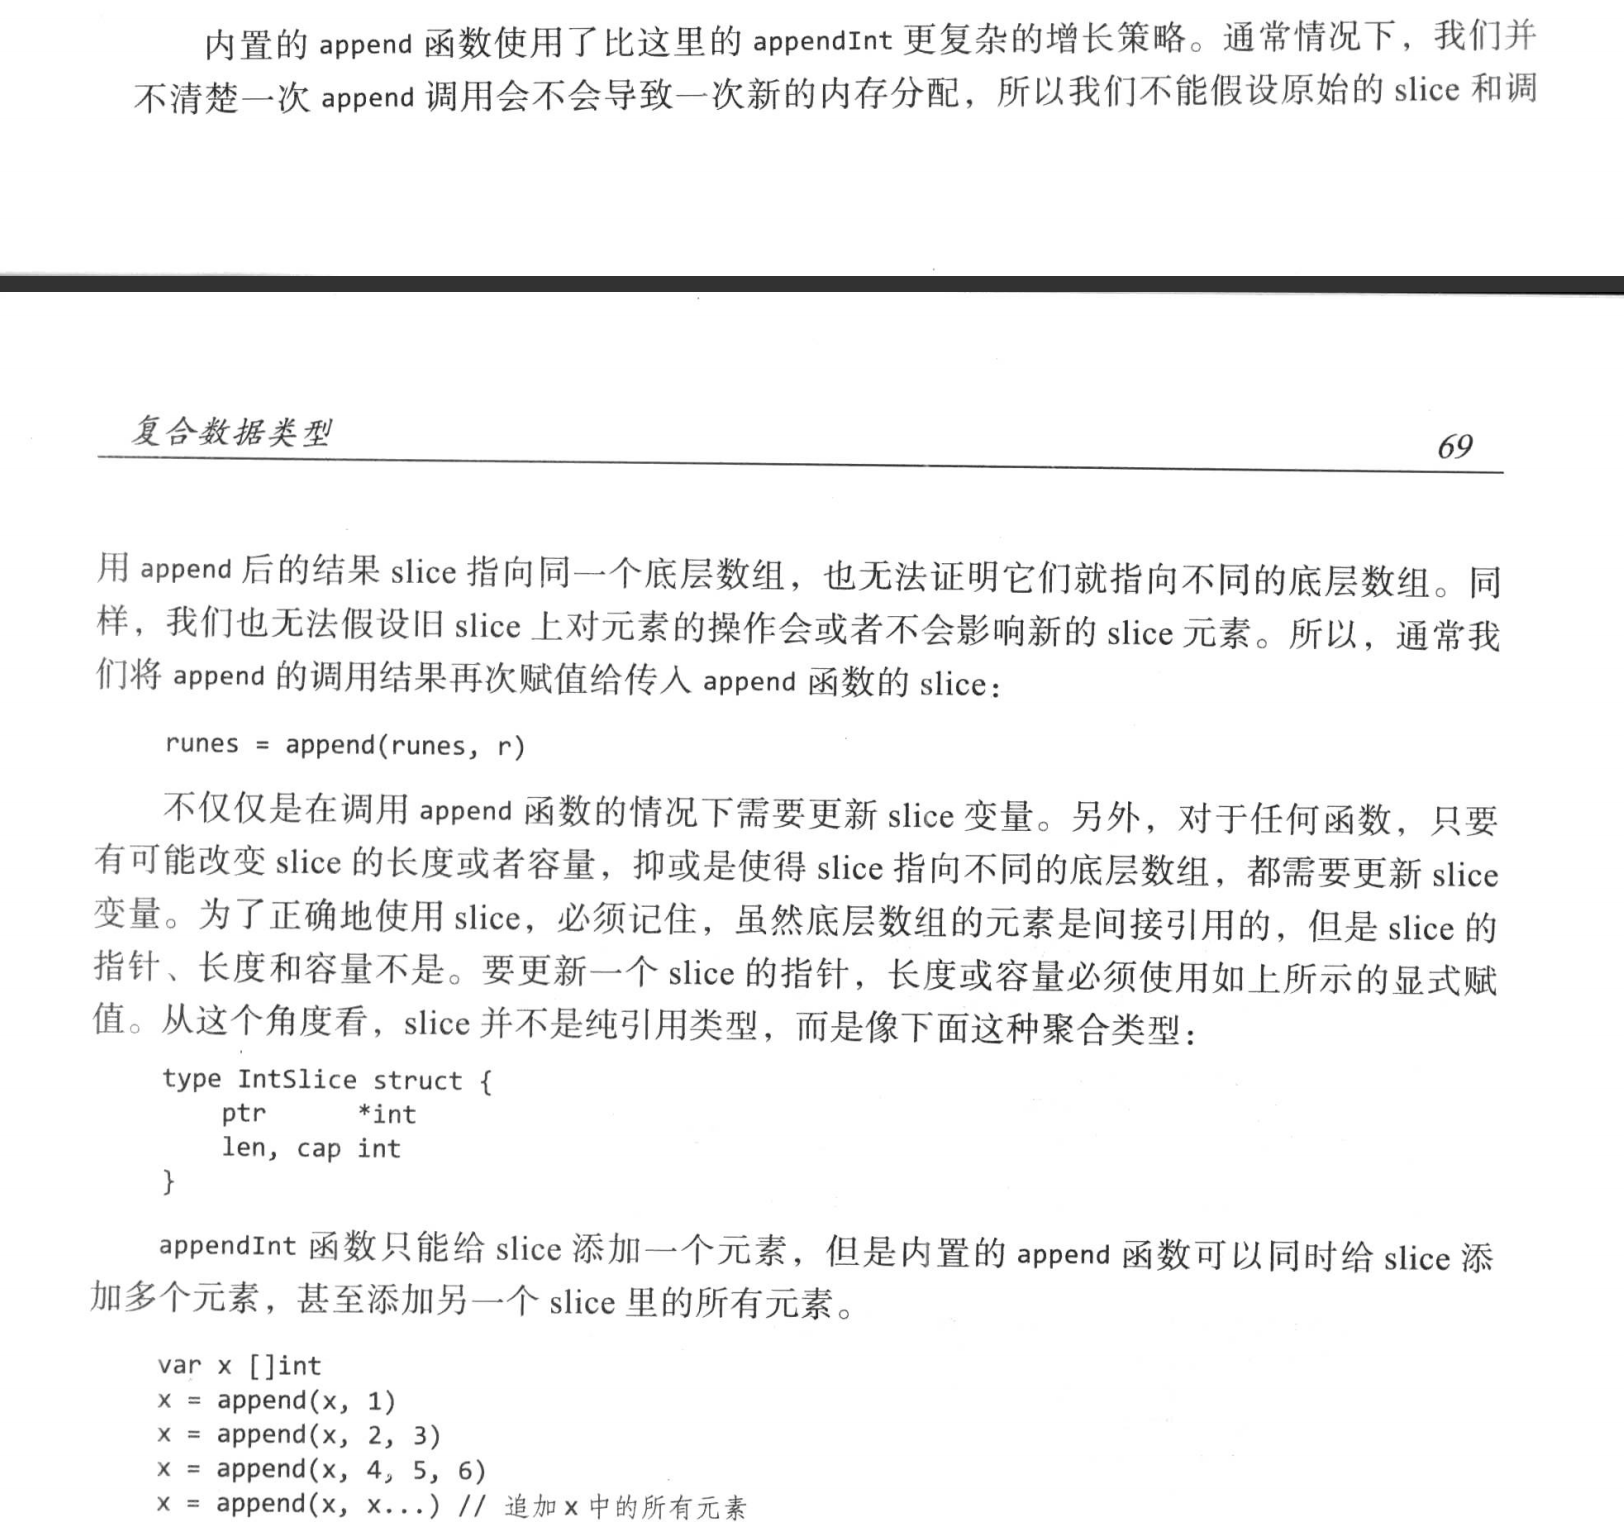 内置的 append 函数使用了比这里的 appendInt 更复杂的增长策略。通常情况下，我们并
不清楚一次 append 调用会不会导致一次新的内存分配，所以我们不能假设原始的 slice 和调
复合数据类型 69
用 append 后的结果 slice 指向同一个底层数组，也无法证明它们就指向不同的底层数组。同
样，我们也无法假设旧 slice 上对元素的操作会或者不会影响新的 slice 元素。所以，通常我
们将 append 的调用结果再次赋值给传入 append 函数的 slice：
runes = append(runes, r)
不仅仅是在调用 append 函数的情况下需要更新 slice 变量。另外，对于任何函数，只要
有可能改变 slice 的长度或者容量，抑或是使得 slice 指向不同的底层数组，都需要更新 slice
变量。为了正确地使用 slice，必须记住，虽然底层数组的元素是间接引用的，但是 slice 的
指针、长度和容量不是。要更新一个 slice 的指针，长度或容量必须使用如上所示的显式赋
值。从这个角度看，slice 并不是纯引用类型，而是像下面这种聚合类型：
type IntSlice struct {
    ptr      *int
    len, cap int
}
appendInt 函数只能给 slice 添加一个元素，但是内置的 append 函数可以同时给 slice 添
加多个元素，甚至添加另一个 slice 里的所有元素。
var x []int
x = append(x, 1)
x = append(x, 2, 3)
x = append(x, 4, 5, 6)
x = append(x, x...) // 追加 x 中的所有元素